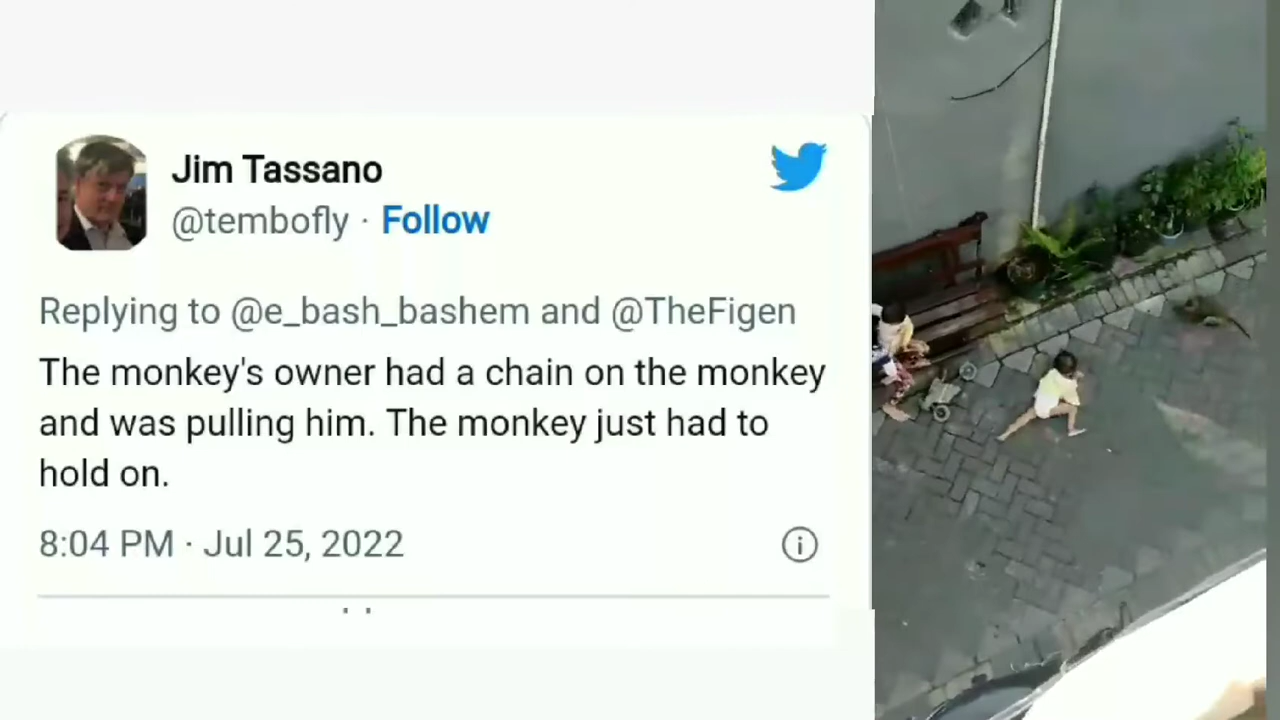 Jim Tassano
@tembofly · Follow
Replying to @e_bash_bashem and @TheFigen
The monkey's owner had a chain on the monkey
and was pulling him. The monkey just had to
hold on.
8:04 PM · Jul 25, 2022